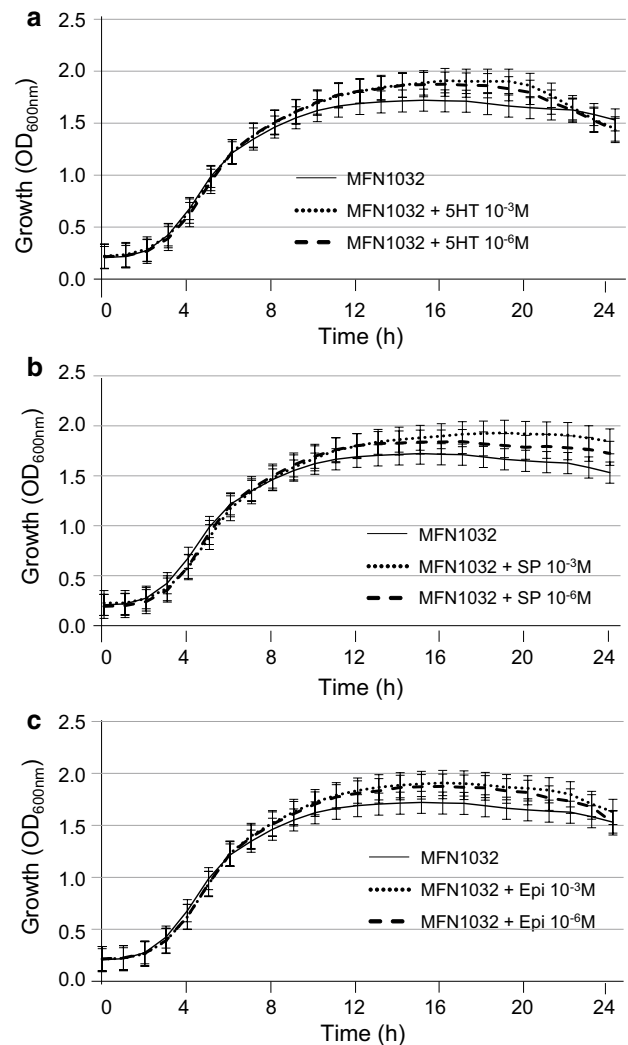 a
2.5
2.0
1.5
1.0
0.5
0.0
Growth (OD600nm)
MFN1032
MFN1032 + 5HT 10-3M
MFN1032 + 5HT 10-6M
0 4 8 12 16 20 24
Time (h)
b
2.5
2.0
1.5
1.0
0.5
0.0
Growth (OD600nm)
MFN1032
MFN1032 + SP 10-3M
MFN1032 + SP 10-6M
0 4 8 12 16 20 24
Time (h)
c
2.5
2.0
1.5
1.0
0.5
0.0
Growth (OD600nm)
MFN1032
MFN1032 + Epi 10-3M
MFN1032 + Epi 10-6M
0 4 8 12 16 20 24
Time (h)